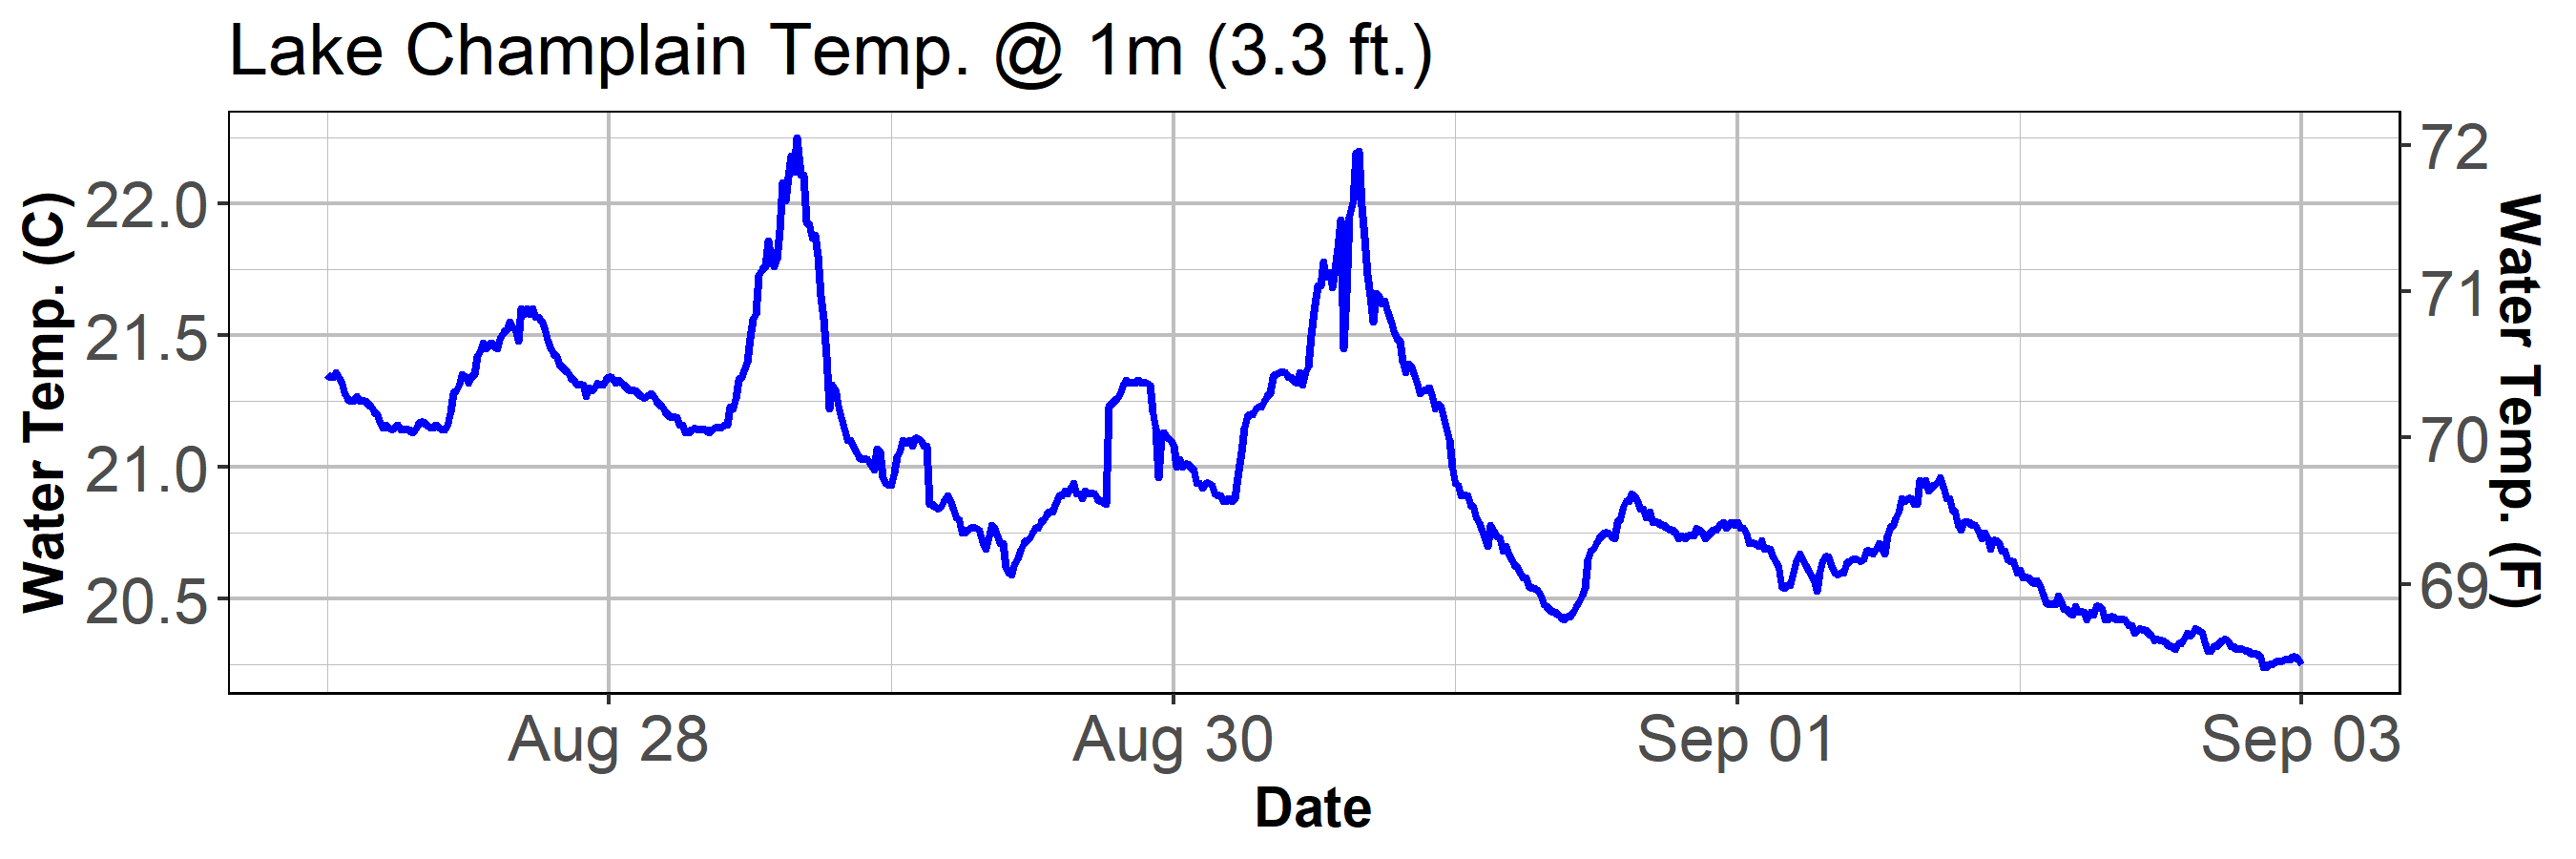 Lake Champlain Temp. @ 1m (3.3 ft.)
Water Temp. (C)
22.0
21.5
21.0
20.5
72
71
70
69
Water Temp. (F)
Aug 28
Aug 30
Sep 01
Sep 03
Date